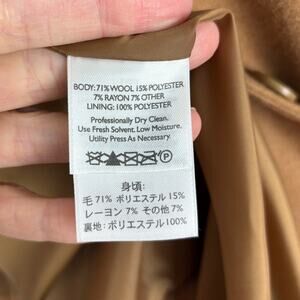 BODY: 71% WOOL 15% POLYESTER
7% RAYON 7% OTHER
LINING: 100% POLYESTER
Professionally Dry Clean.
Use Fresh Solvent. Low Moisture.
Utility Press As Necessary.
P
身頃:
毛 71% ポリエステル 15%
レーヨン 7% その他 7%
裏地: ポリエステル100%